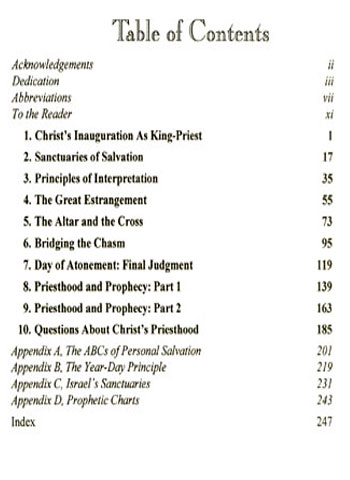 Table of Contents
Acknowledgements ii
Dedication iii
Abbreviations vii
To the Reader xi
1. Christ's Inauguration As King-Priest 1
2. Sanctuaries of Salvation 17
3. Principles of Interpretation 35
4. The Great Estrangement 55
5. The Altar and the Cross 73
6. Bridging the Chasm 95
7. Day of Atonement: Final Judgment 119
8. Priesthood and Prophecy: Part 1 139
9. Priesthood and Prophecy: Part 2 163
10. Questions About Christ's Priesthood 185
Appendix A, The ABCs of Personal Salvation 201
Appendix B, The Year-Day Principle 219
Appendix C, Israel's Sanctuaries 231
Appendix D, Prophetic Charts 243
Index 247